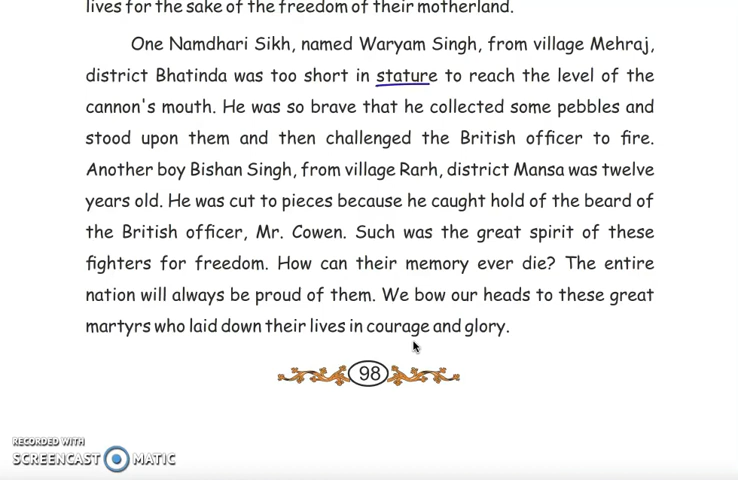 lives for the sake of the freedom of their motherland.
One Namdhari Sikh, named Waryam Singh, from village Mehraj,
district Bhatinda was too short in stature to reach the level of the
cannon's mouth. He was so brave that he collected some pebbles and
stood upon them and then challenged the British officer to fire.
Another boy Bishan Singh, from village Rarh, district Mansa was twelve
years old. He was cut to pieces because he caught hold of the beard of
the British officer, Mr. Cowen. Such was the great spirit of these
fighters for freedom. How can their memory ever die? The entire
nation will always be proud of them. We bow our heads to these great
martyrs who laid down their lives in courage and glory.
98
RECORDED WITH
SCREENCAST MATIC